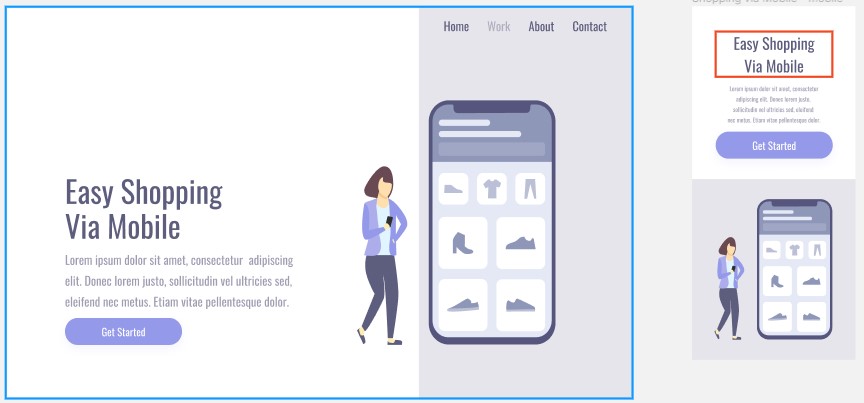 Shopping via Mobile - mobile
Home Work About Contact
Easy Shopping
Via Mobile
Lorem ipsum dolor sit amet, consectetur adipiscing
elit. Donec lorem justo, sollicitudin vel ultricies sed,
eleifend nec metus. Etiam vitae pellentesque dolor.
Get Started
Easy Shopping
Via Mobile
Lorem ipsum dolor sit amet, consectetur
adipiscing elit. Donec lorem justo,
sollicitudin vel ultricies sed, eleifend
nec metus. Etiam vitae pellentesque dolor.
Get Started